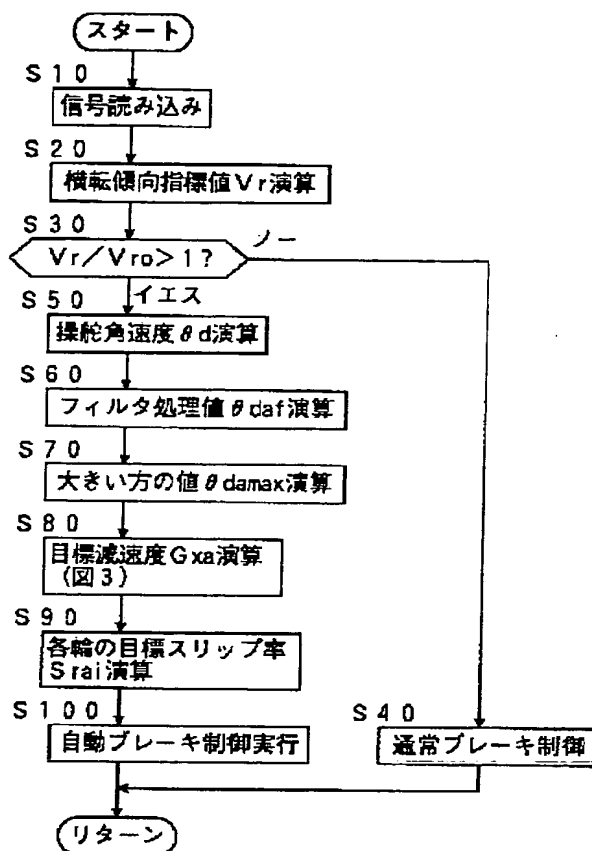 スタート
S10
信号読み込み
S20
横転傾向指標値Vr演算
S30
Vr/Vro>1?
ノー
イエス
S50
操舵角速度θd演算
S60
フィルタ処理値θdaf演算
S70
大きい方の値θdamax演算
S80
目標減速度Gxa演算
(図3)
S90
各輪の目標スリップ率
Srai演算
S100
自動ブレーキ制御実行
S40
通常ブレーキ制御
リターン